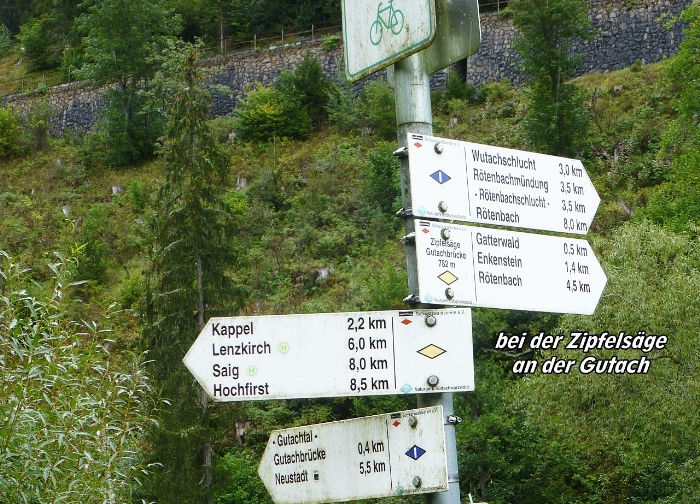 Wutachschlucht 3,0 km
Rötenbachmündung 3,5 km
- Rötenbachschlucht - 3,5 km
Rötenbach 8,0 km
Zipfelsäge
Gutachbrücke
762 m
Gatterwald 0,5 km
Enkenstein 1,4 km
Rötenbach 4,5 km
bei der Zipfelsäge
an der Gutach
Kappel 2,2 km
Lenzkirch H 6,0 km
Saig H 8,0 km
Hochfirst 8,5 km
- Gutachtal -
Gutachbrücke 0,4 km
Neustadt 5,5 km